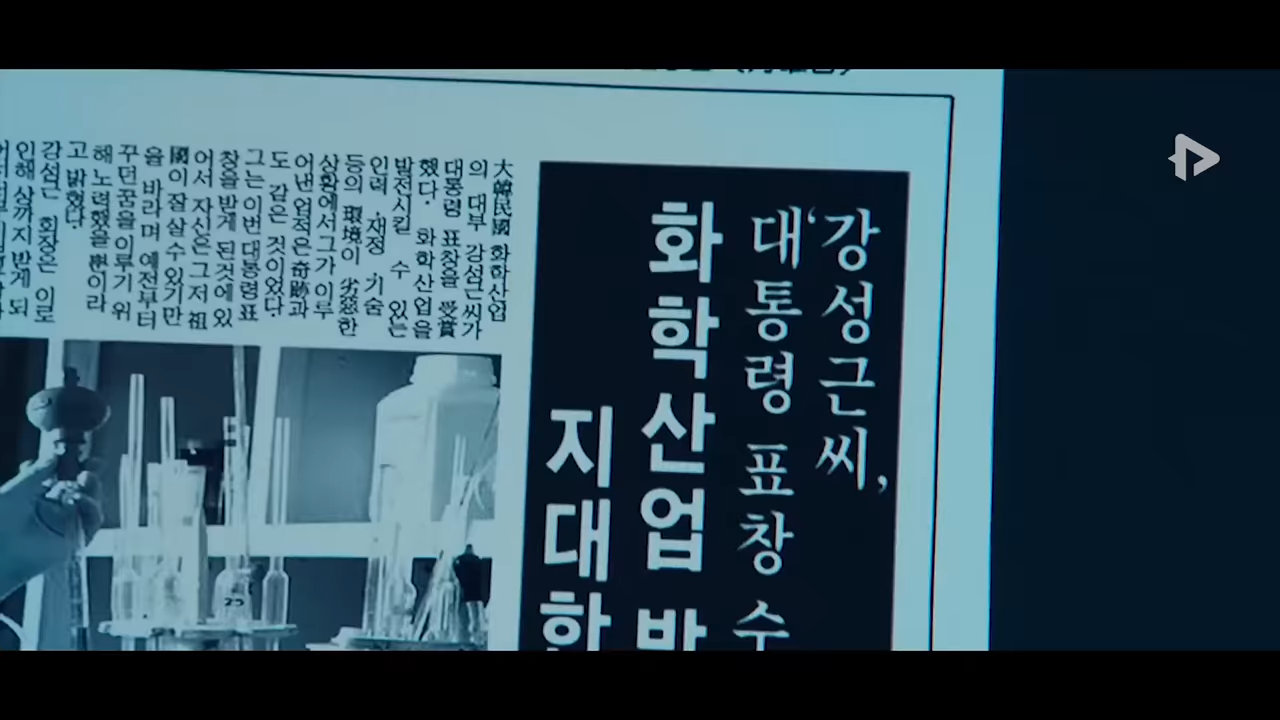 강성근씨,
'대통령 표창 수
화학산업 발
지대한
大韓民國 화학산업
의 대부 강성근씨가
대통령 표창을 受賞
했다. 화학산업을
발전시킬 수 있는
인력, 재정, 기술
등의 環境이 劣惡한
상황에서 그가 이루
어낸 업적은 奇跡과
도 같은 것이었다.
그는 이번 대통령표
창을 받게 된것에 있
어서 자신은 그저 祖
國이 잘 살 수 있기만
을 바라며 예전부터
꾸던 꿈을 이루기 위
해 노력했을 뿐이라
고 밝혔다.
강성근 회장은 이로
인해 상까지 받게 되